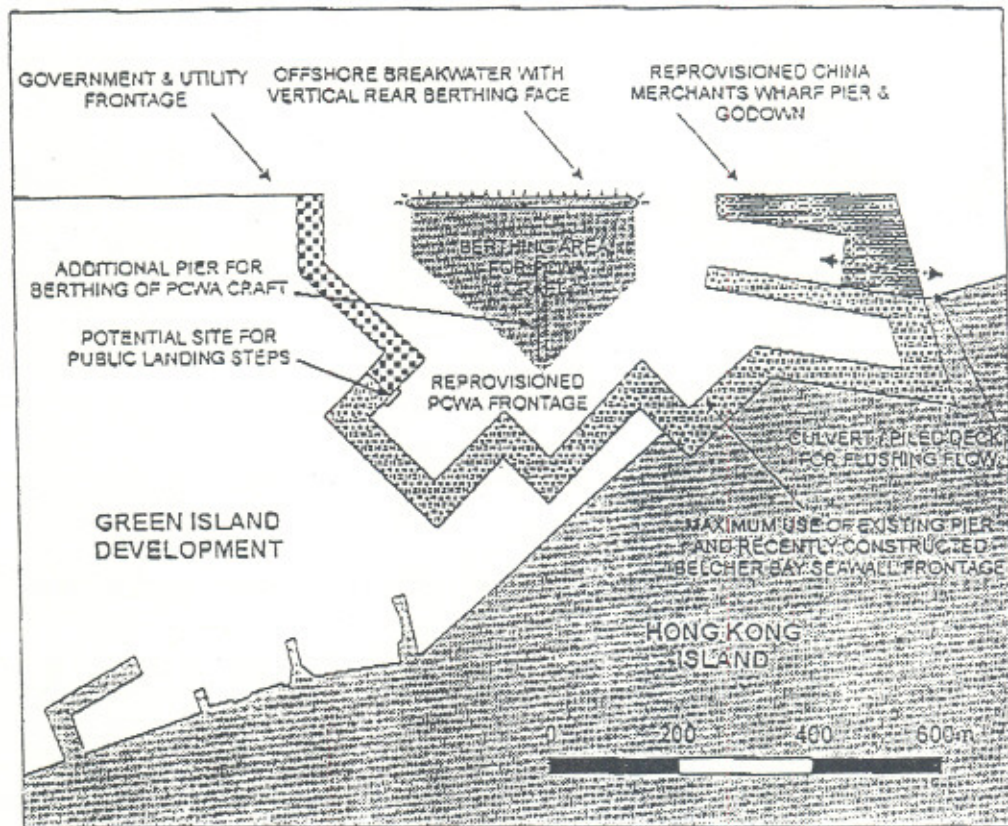 GOVERNMENT & UTILITY
FRONTAGE
OFFSHORE BREAKWATER WITH
VERTICAL REAR BERTHING FACE
REPROVISIONED CHINA
MERCHANTS WHARF PIER &
GODOWN
BERTHING AREA
FOR PCWA
CRAFT
ADDITIONAL PIER FOR
BERTHING OF PCWA CRAFT
POTENTIAL SITE FOR
PUBLIC LANDING STEPS
REPROVISIONED
PCWA FRONTAGE
CULVERT / PILED DECK
FOR FLUSHING FLOW
GREEN ISLAND
DEVELOPMENT
MAXIMUM USE OF EXISTING PIER
AND RECENTLY CONSTRUCTED
BELCHER BAY SEAWALL FRONTAGE
HONG KONG
ISLAND
0 200 400 600m